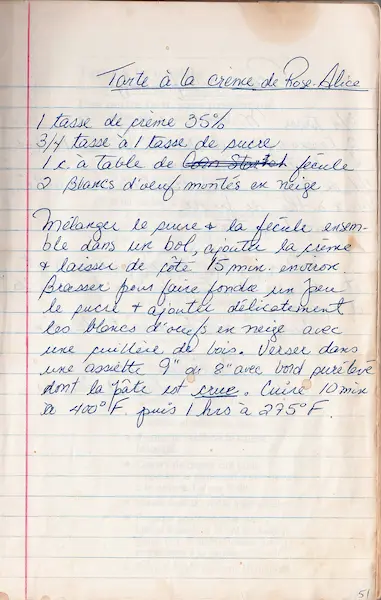 Tarte à la crème de Rose-Alice
1 tasse de crème 35%
3/4 tasse à 1 tasse de sucre
1 c. à table de Corn Starch fécule
2 Blancs d'oeuf montés en neige
Mélanger le sucre + la fécule ensem-
ble dans un bol, ajouter la crème
+ laisser de côté 15 min. environ.
Brasser pour faire fondre un peu
le sucre + ajouter délicatement
les blancs d'oeufs en neige avec
une cuillère de bois. Verser dans
une assiette 9" ou 8" avec bord
dont la pâte est crue. Cuire 10 min
à 400°F puis 1 hrs à 275°F.
51